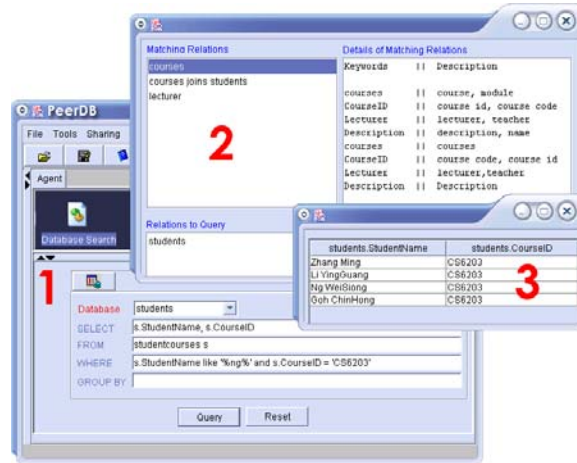 PeerDB
File Tools Sharing
Agent
Database Search
1
Database students
SELECT s.StudentName, s.CourseID
FROM studentcourses s
WHERE s.StudentName like '%ng%' and s.CourseID = 'CS6203'
GROUP BY
Query Reset
Matching Relations
courses
courses joins students
lecturer
2
Relations to Query
students
Details of Matching Relations
Keywords || Description
courses || course, module
CourseID || course id, course code
Lecturer || lecturer, teacher
Description || description, name
courses || courses
CourseID || course code, course id
Lecturer || lecturer,teacher
Description || Description
students.StudentName students.CourseID
Zhang Ming CS6203
Li YingGuang CS6203
Ng WeiSiong CS6203
Goh ChinHong CS6203
3